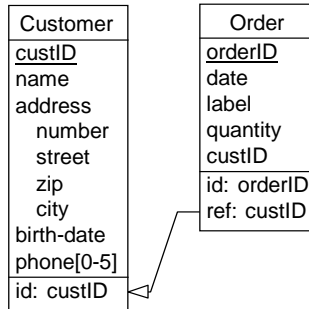 Customer
custID
name
address
number
street
zip
city
birth-date
phone[0-5]
id: custID
Order
orderID
date
label
quantity
custID
id: orderID
ref: custID